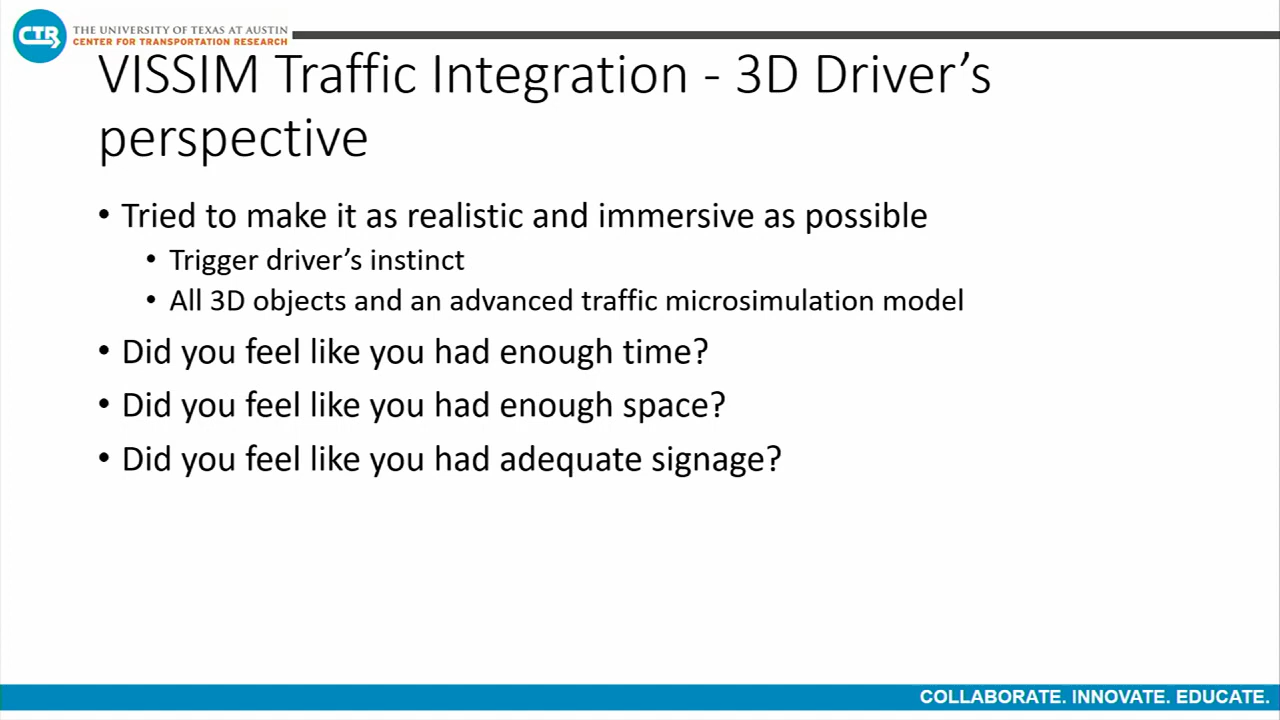 CTR
THE UNIVERSITY OF TEXAS AT AUSTIN
CENTER FOR TRANSPORTATION RESEARCH
VISSIM Traffic Integration - 3D Driver’s
perspective
• Tried to make it as realistic and immersive as possible
• Trigger driver’s instinct
• All 3D objects and an advanced traffic microsimulation model
• Did you feel like you had enough time?
• Did you feel like you had enough space?
• Did you feel like you had adequate signage?
COLLABORATE. INNOVATE. EDUCATE.